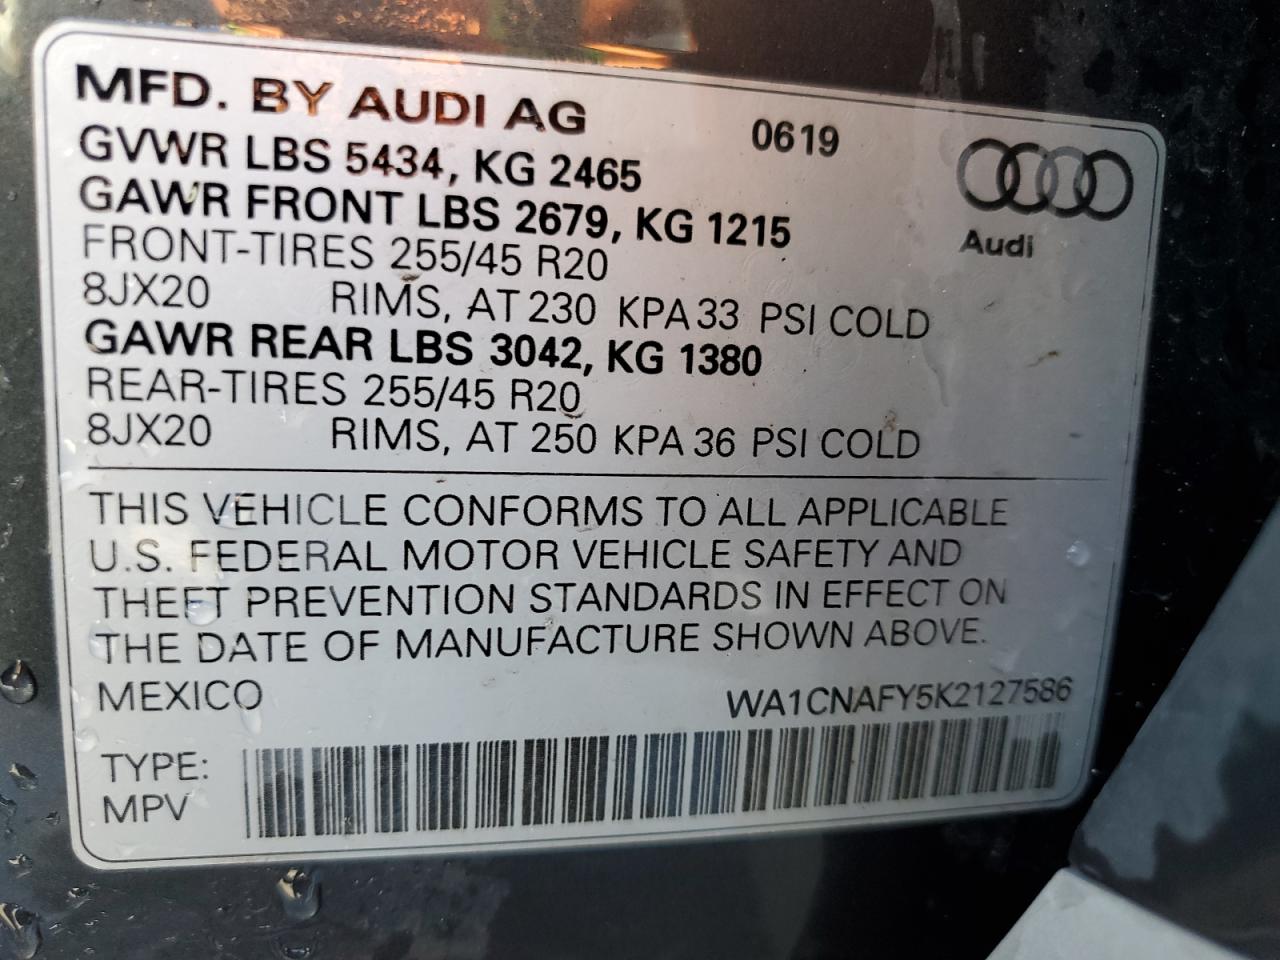 MFD. BY AUDI AG
0619
Audi
GVWR LBS 5434, KG 2465
GAWR FRONT LBS 2679, KG 1215
FRONT-TIRES 255/45 R20
8JX20 RIMS, AT 230 KPA 33 PSI COLD
GAWR REAR LBS 3042, KG 1380
REAR-TIRES 255/45 R20
8JX20 RIMS, AT 250 KPA 36 PSI COLD
THIS VEHICLE CONFORMS TO ALL APPLICABLE
U.S. FEDERAL MOTOR VEHICLE SAFETY AND
THEFT PREVENTION STANDARDS IN EFFECT ON
THE DATE OF MANUFACTURE SHOWN ABOVE.
MEXICO WA1CNAFY5K2127586
TYPE:
MPV